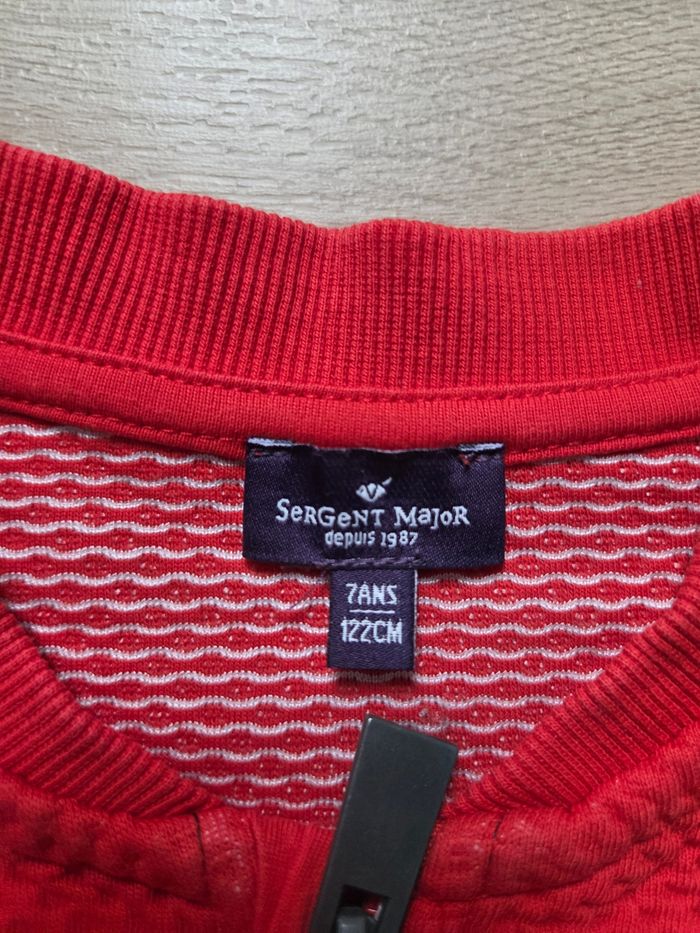 SERGENT MAJOR
depuis 1987
7ANS
122CM